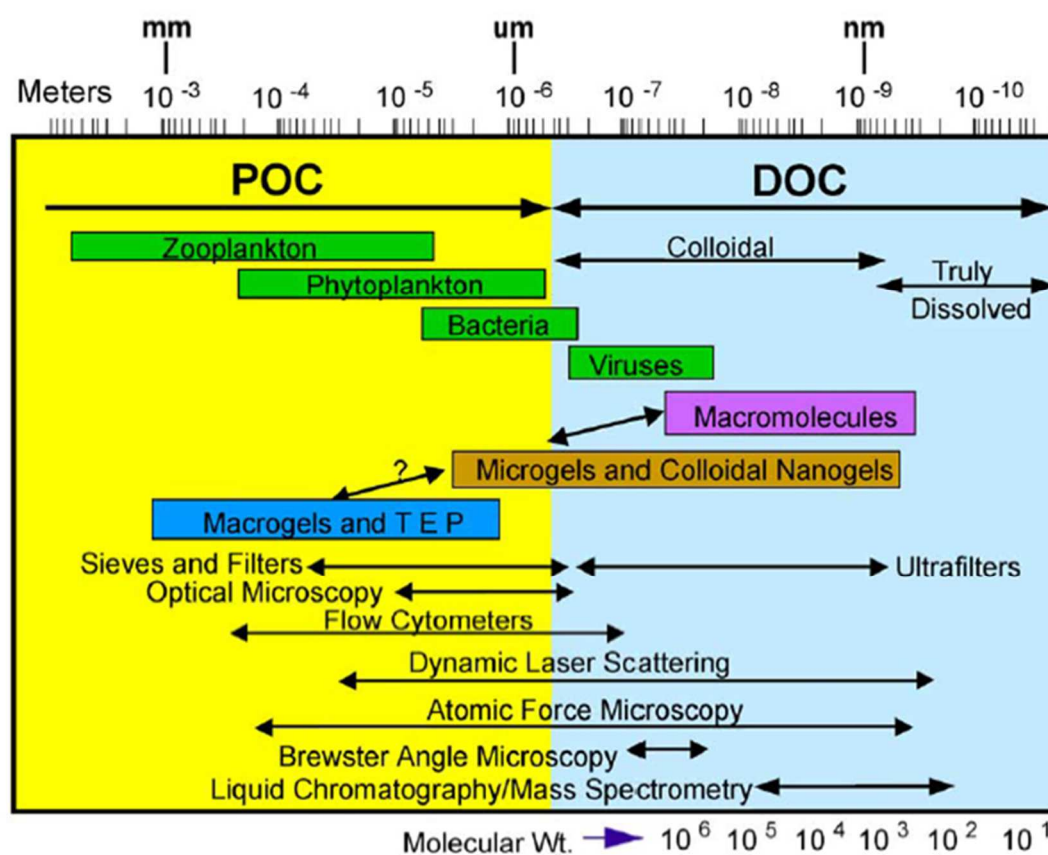 mm um nm
Meters 10 -3 10 -4 10 -5 10 -6 10 -7 10 -8 10 -9 10 -10
POC DOC
Zooplankton Colloidal
Phytoplankton Truly
Dissolved
Bacteria
Viruses
Macromolecules
? Microgels and Colloidal Nanogels
Macrogels and T E P
Sieves and Filters Ultrafilters
Optical Microscopy
Flow Cytometers
Dynamic Laser Scattering
Atomic Force Microscopy
Brewster Angle Microscopy
Liquid Chromatography/Mass Spectrometry
Molecular Wt. 10 6 10 5 10 4 10 3 10 2 10 1